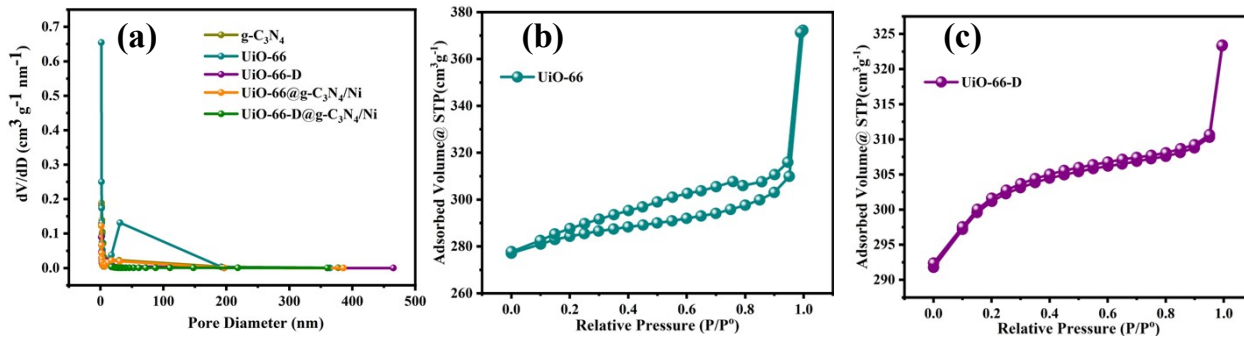 (a)
dV/dD (cm³ g⁻¹ nm⁻¹)
0.7
0.6
0.5
0.4
0.3
0.2
0.1
0.0
g-C₃N₄
UiO-66
UiO-66-D
UiO-66@g-C₃N₄/Ni
UiO-66-D@g-C₃N₄/Ni
0 100 200 300 400 500
Pore Diameter (nm)
(b)
Adsorbed Volume@ STP(cm³g⁻¹)
380
360
340
320
300
280
260
UiO-66
0.0 0.2 0.4 0.6 0.8 1.0
Relative Pressure (P/Pº)
(c)
Adsorbed Volume@ STP(cm³g⁻¹)
325
320
315
310
305
300
295
290
UiO-66-D
0.0 0.2 0.4 0.6 0.8 1.0
Relative Pressure (P/Pº)